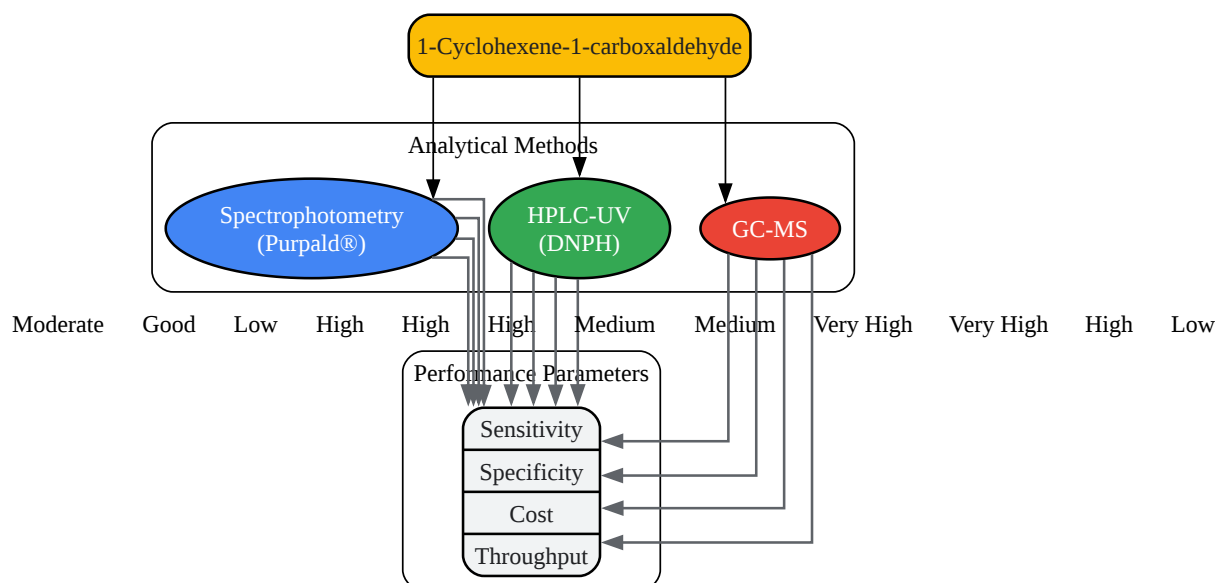 1-Cyclohexene-1-carboxaldehyde
Analytical Methods
Spectrophotometry
(Purpald®)
HPLC-UV
(DNPH)
GC-MS
Moderate Good Low High High High Medium Medium Very High Very High High Low
Performance Parameters
Sensitivity
Specificity
Cost
Throughput